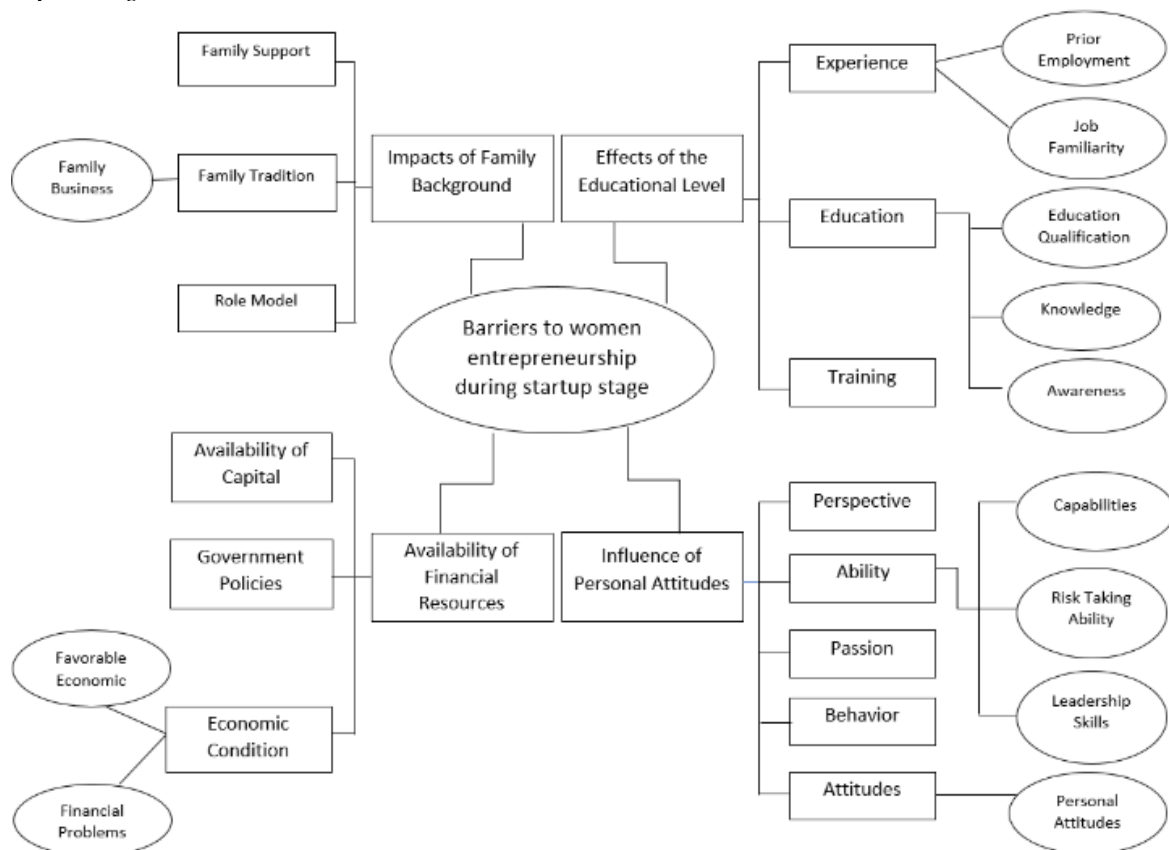 Family Support
Family
Business
Family Tradition
Role Model
Impacts of Family
Background
Effects of the
Educational Level
Experience
Prior
Employment
Job
Familiarity
Education
Education
Qualification
Knowledge
Awareness
Training
Barriers to women
entrepreneurship
during startup stage
Availability of
Capital
Government
Policies
Favorable
Economic
Economic
Condition
Financial
Problems
Availability of
Financial
Resources
Influence of
Personal Attitudes
Perspective
Ability
Capabilities
Risk Taking
Ability
Leadership
Skills
Passion
Behavior
Attitudes
Personal
Attitudes